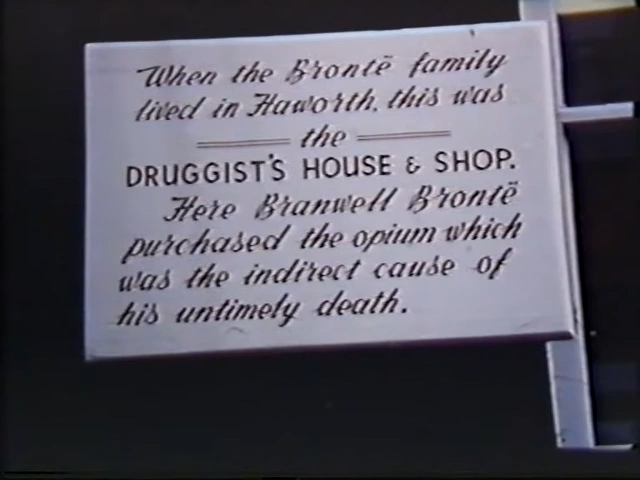 When the Brontë family
lived in Haworth, this was
the
DRUGGIST'S HOUSE & SHOP.
Here Branwell Brontë
purchased the opium which
was the indirect cause of
his untimely death.